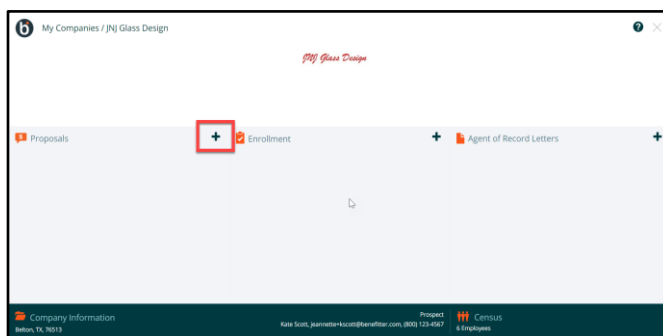 My Companies / JNJ Glass Design
JNJ Glass Design
Proposals
Enrollment
Agent of Record Letters
Company Information
Belton, TX, 76513
Prospect
Kate Scott, jeannette+kscott@benefitter.com, (800) 123-4567
Census
6 Employees